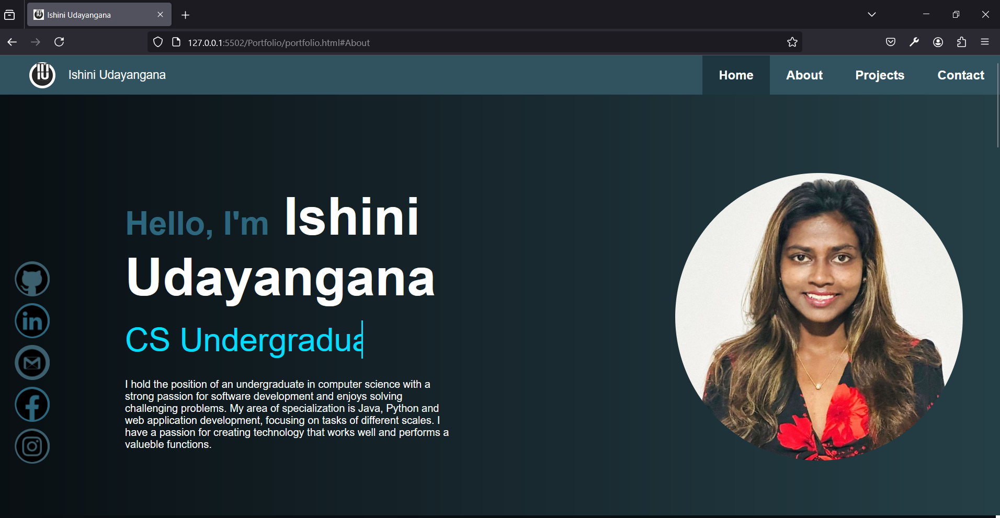 Ishini Udayangana
127.0.0.1:5502/Portfolio/portfolio.html#About
IU
Ishini Udayangana
Home
About
Projects
Contact
Hello, I'm Ishini
Udayangana
CS Undergradua
in
I hold the position of an undergraduate in computer science with a
strong passion for software development and enjoys solving
challenging problems. My area of specialization is Java, Python and
web application development, focusing on tasks of different scales. I
have a passion for creating technology that works well and performs a
valueble functions.